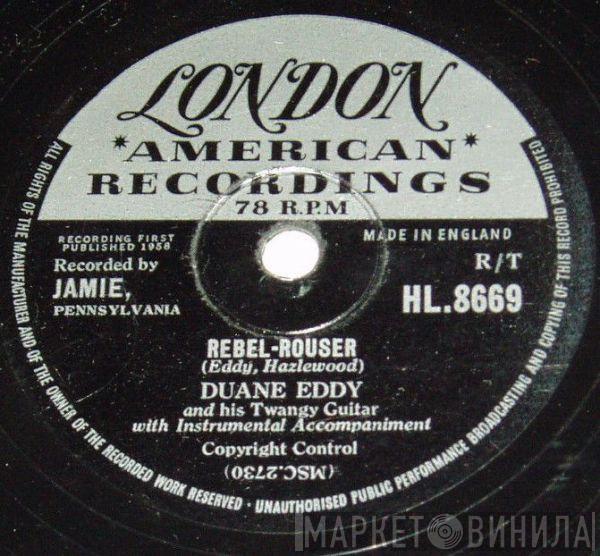 LONDON
*AMERICAN*
RECORDINGS
78 R.P.M
RECORDING FIRST
PUBLISHED 1958
MADE IN ENGLAND
Recorded by
JAMIE,
PENNSYLVANIA
R/T
HL.8669
REBEL-ROUSER
(Eddy, Hazlewood)
DUANE EDDY
and his Twangy Guitar
with Instrumental Accompaniment
Copyright Control
(MSC.2730)
ALL RIGHTS OF THE MANUFACTURER AND OF THE OWNER OF THE RECORDED WORK RESERVED · UNAUTHORISED PUBLIC PERFORMANCE BROADCASTING AND COPYING OF THIS RECORD PROHIBITED
МАРКЕТ ВИНИЛА